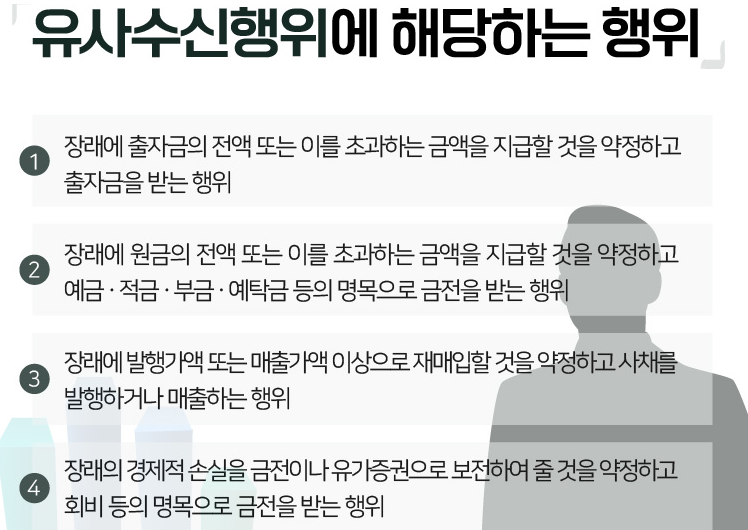 유사수신행위에 해당하는 행위
1 장래에 출자금의 전액 또는 이를 초과하는 금액을 지급할 것을 약정하고
출자금을 받는 행위
2 장래에 원금의 전액 또는 이를 초과하는 금액을 지급할 것을 약정하고
예금·적금·부금·예탁금 등의 명목으로 금전을 받는 행위
3 장래에 발행가액 또는 매출가액 이상으로 재매입할 것을 약정하고 사채를
발행하거나 매출하는 행위
4 장래의 경제적 손실을 금전이나 유가증권으로 보전하여 줄 것을 약정하고
회비 등의 명목으로 금전을 받는 행위